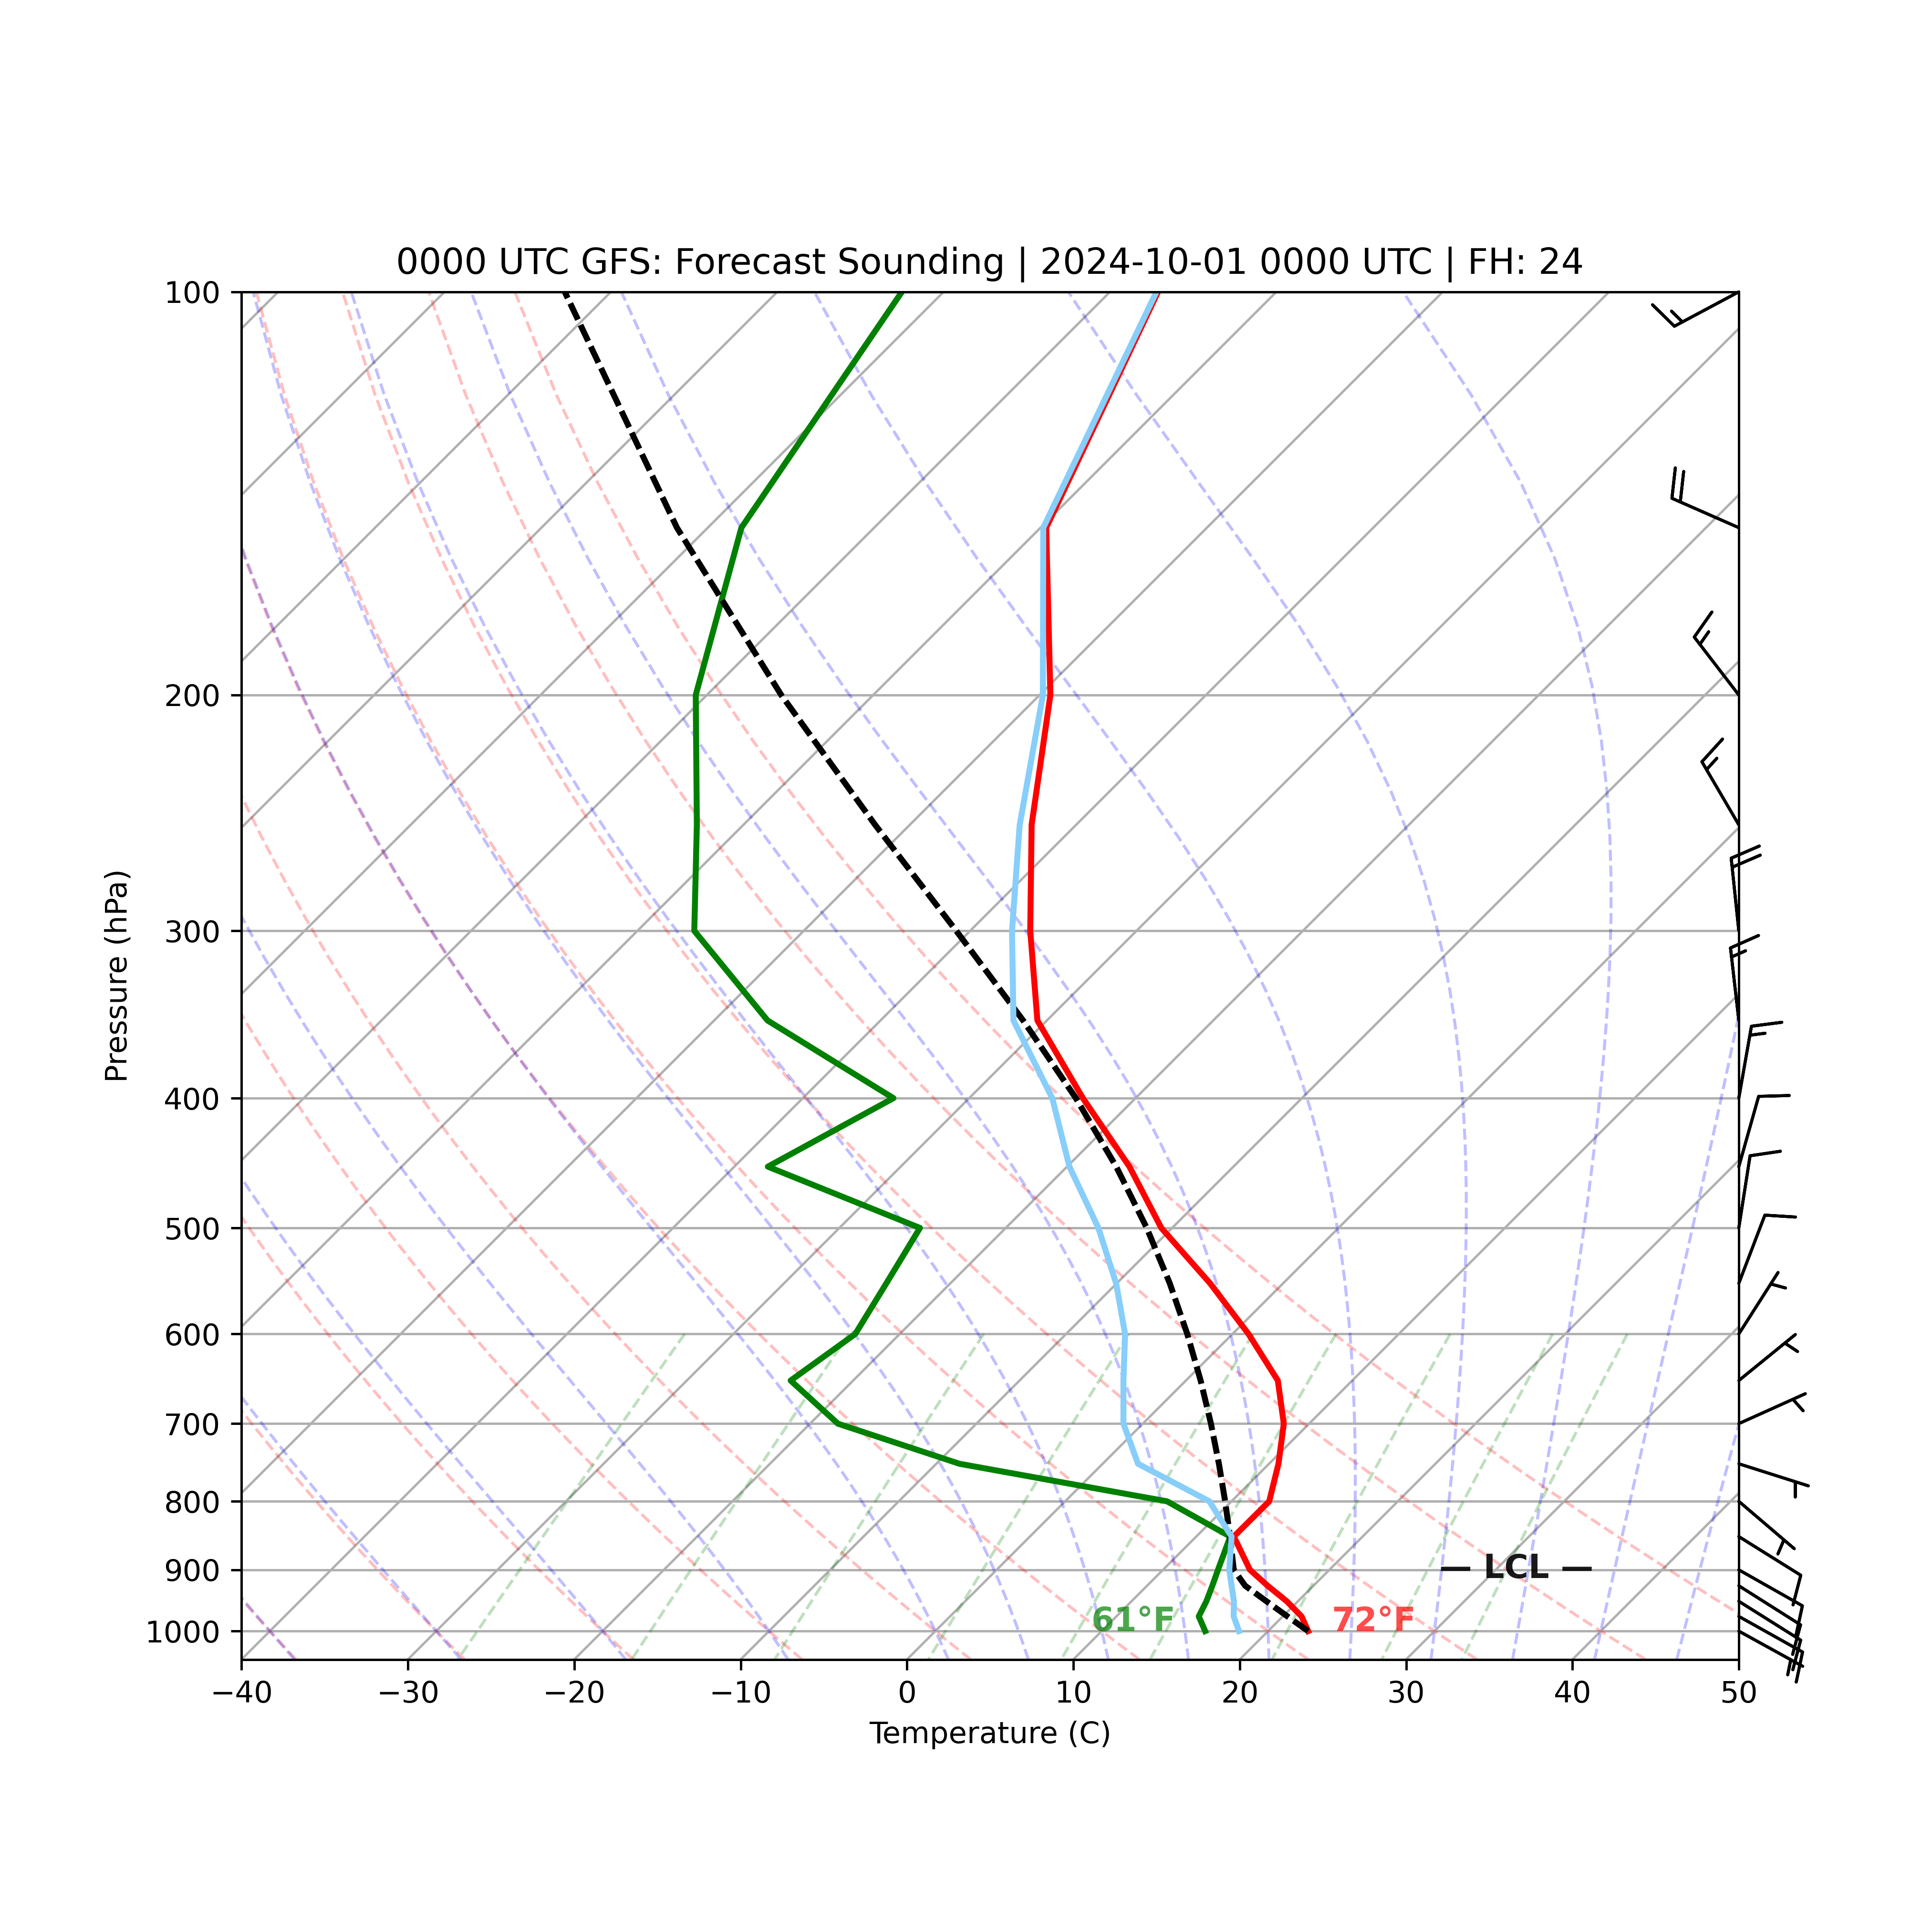 0000 UTC GFS: Forecast Sounding | 2024-10-01 0000 UTC | FH: 24
100
200
300
400
500
600
700
800
900
1000
Pressure (hPa)
— LCL —
61°F
72°F
−40 −30 −20 −10 0 10 20 30 40 50
Temperature (C)